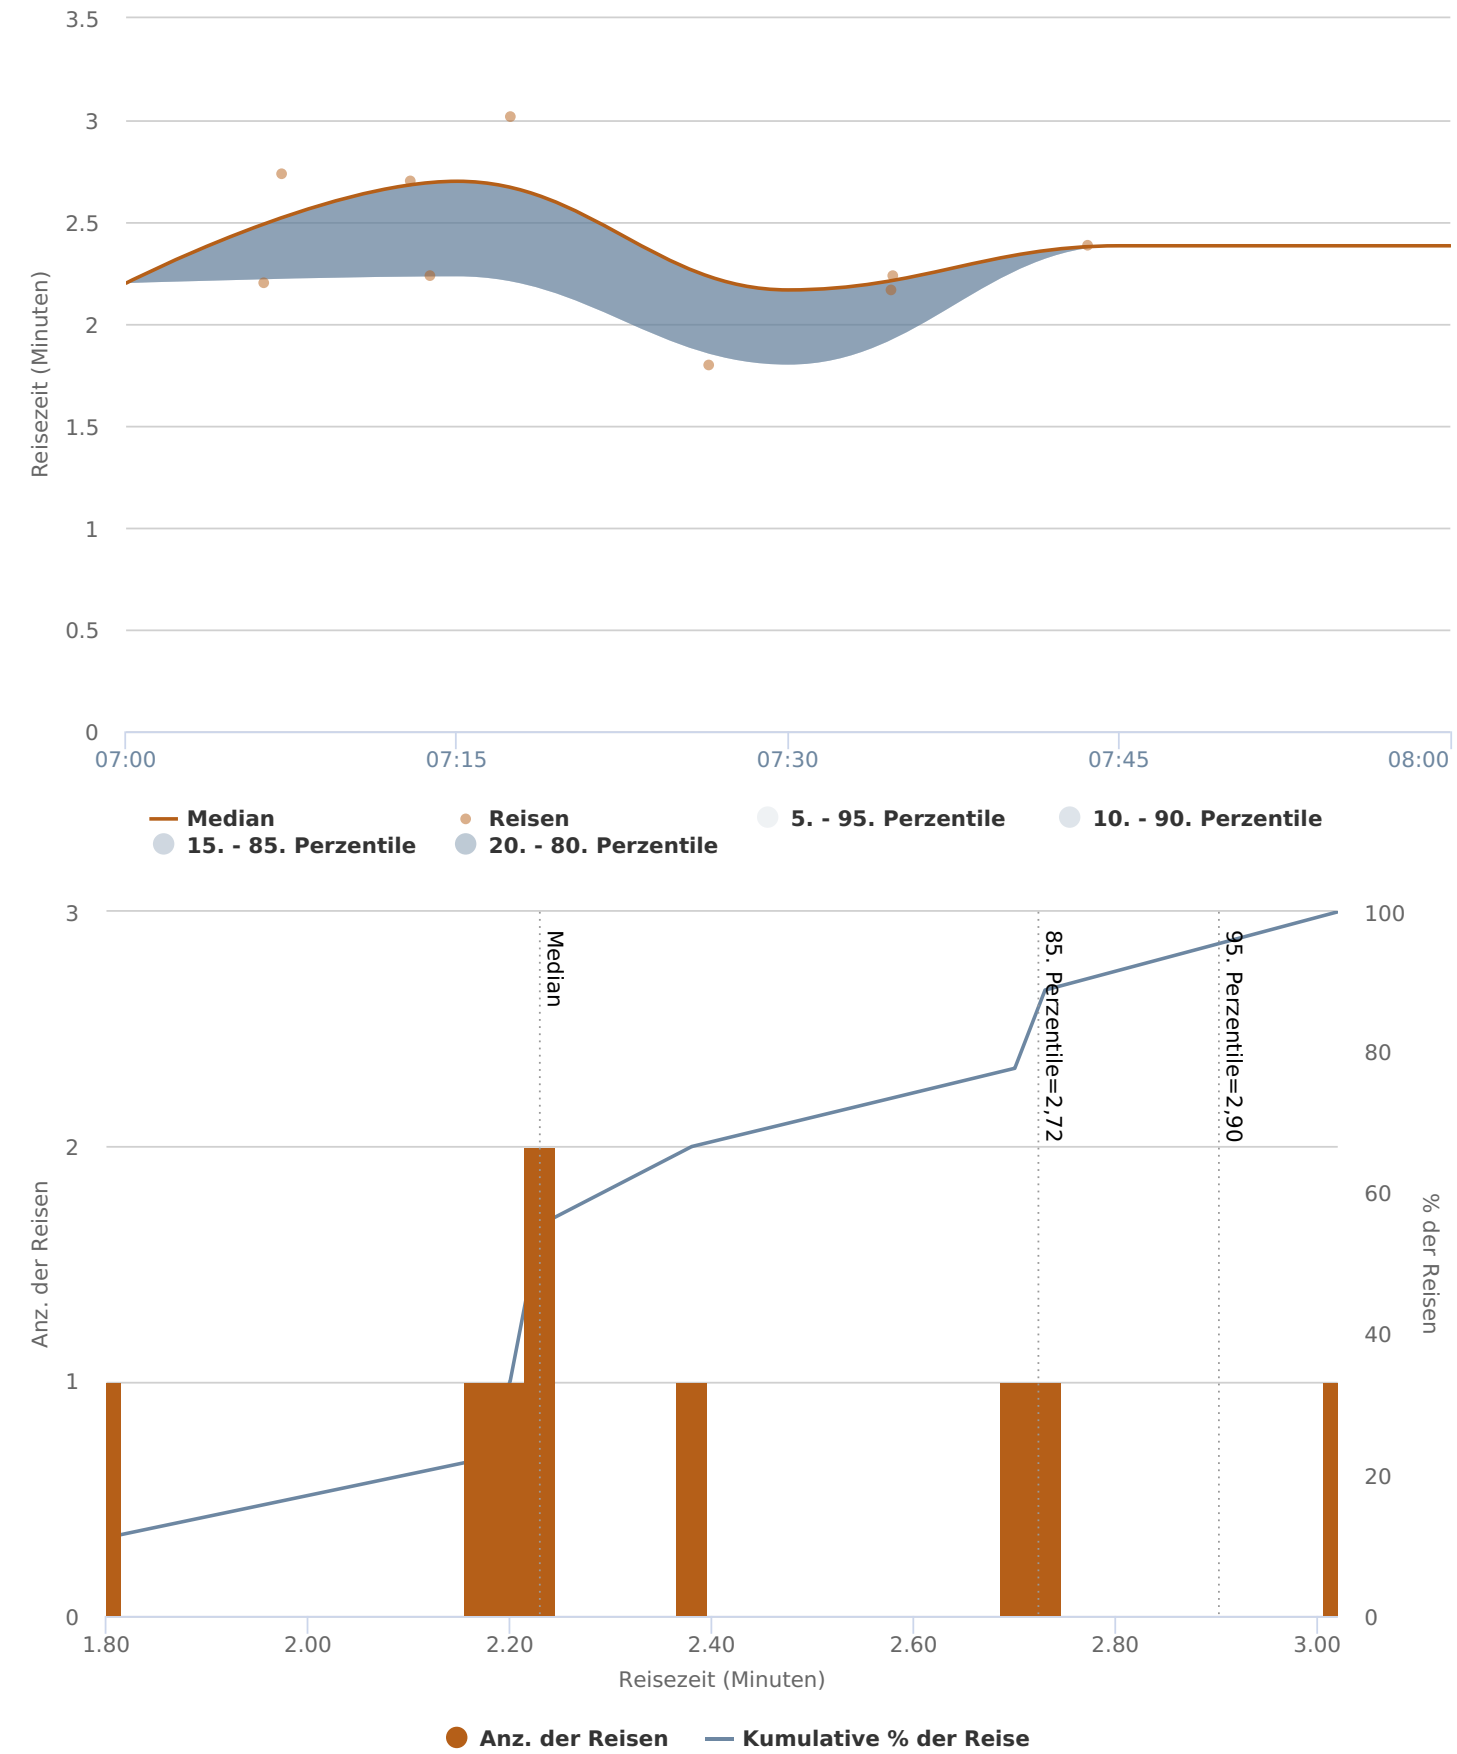 3.5
3
2.5
2
1.5
1
0.5
0
Reisezeit (Minuten)
07:00 07:15 07:30 07:45 08:00
Median Reisen 5. - 95. Perzentile 10. - 90. Perzentile
15. - 85. Perzentile 20. - 80. Perzentile
3
2
1
0
Anz. der Reisen
Median
85. Perzentile=2,72
95. Perzentile=2,90
100
80
60
40
20
0
% der Reisen
1.80 2.00 2.20 2.40 2.60 2.80 3.00
Reisezeit (Minuten)
Anz. der Reisen Kumulative % der Reise